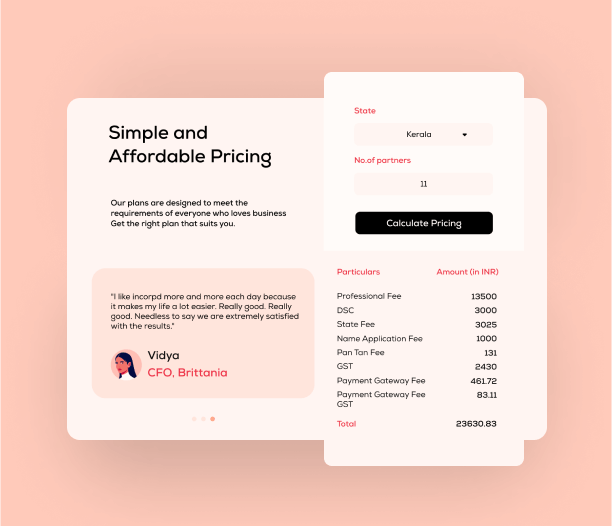 Simple and
Affordable Pricing
Our plans are designed to meet the
requirements of everyone who loves business
Get the right plan that suits you.
"I like incorpd more and more each day because
it makes my life a lot easier. Really good. Really
good. Needless to say we are extremely satisfied
with the results."
Vidya
CFO, Brittania
State
Kerala
No.of partners
11
Calculate Pricing
Particulars Amount (in INR)
Professional Fee 13500
DSC 3000
State Fee 3025
Name Application Fee 1000
Pan Tan Fee 131
GST 2430
Payment Gateway Fee 461.72
Payment Gateway Fee 83.11
GST
Total 23630.83